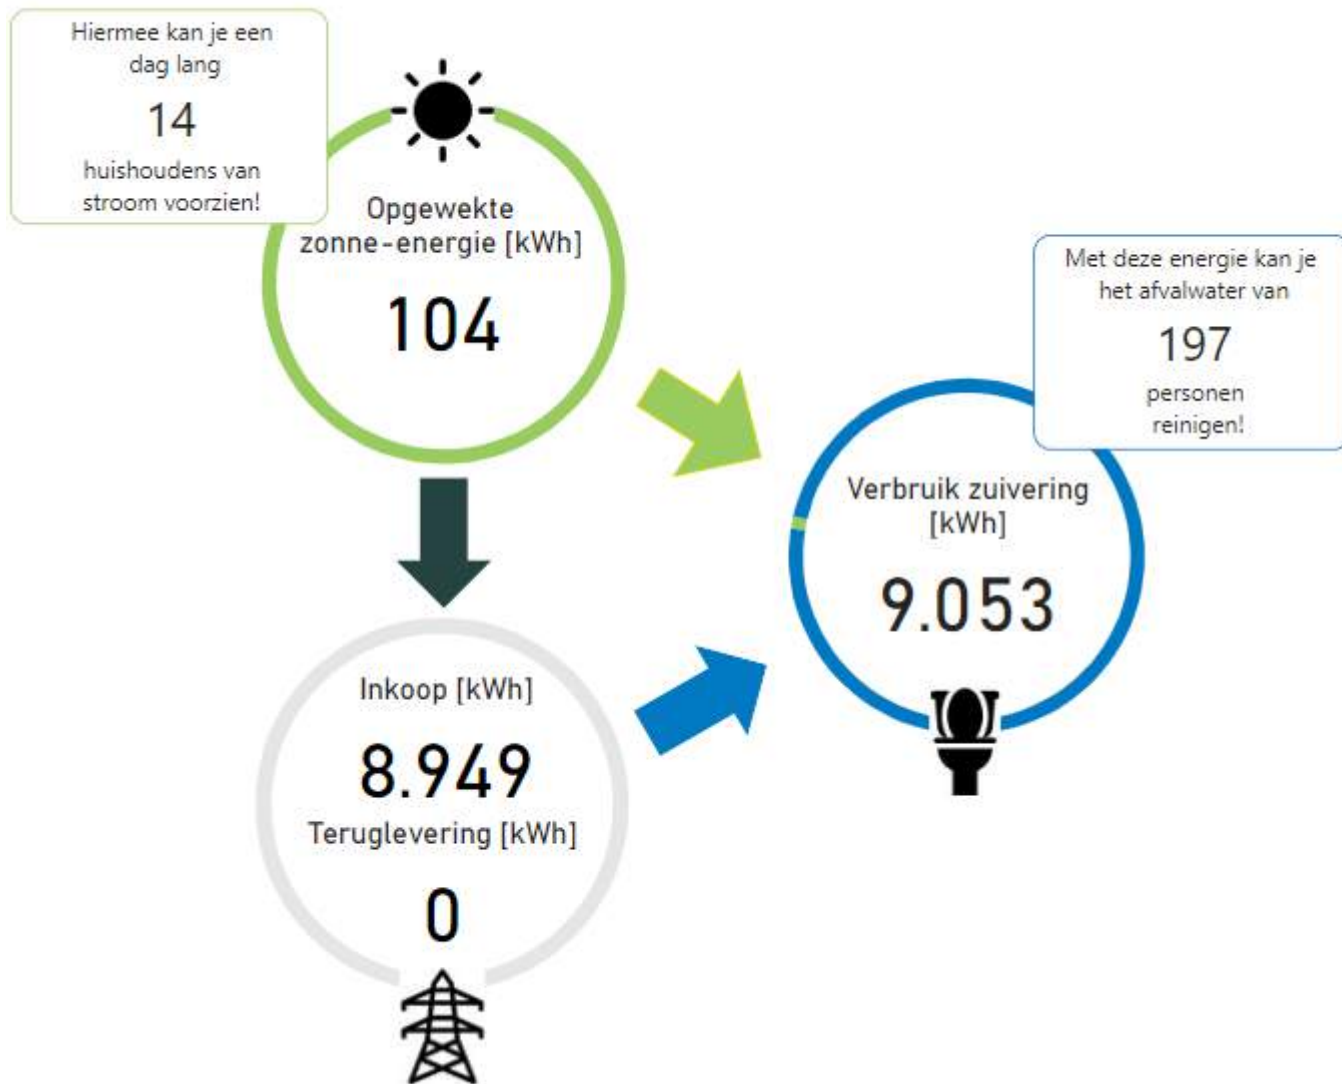 Hiermee kan je een
dag lang
14
huishoudens van
stroom voorzien!
Opgewekte
zonne-energie [kWh]
104
Met deze energie kan je
het afvalwater van
197
personen
reinigen!
Verbruik zuivering
[kWh]
9.053
Inkoop [kWh]
8.949
Teruglevering [kWh]
0